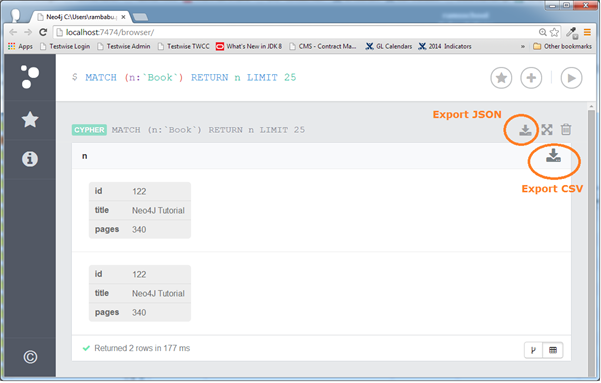 Neo4j C:\Users\rambabu.p
localhost:7474/browser/
Apps Testwise Admin Testwise TWCC What's New in JDK 8 CMS - Contract Ma... GL Calendars 2014 Indicators » Other bookmarks
$ MATCH (n:`Book`) RETURN n LIMIT 25
Export JSON
CYPHER MATCH (n:`Book`) RETURN n LIMIT 25
n
Export CSV
id 122
title Neo4J Tutorial
pages 340
id 122
title Neo4J Tutorial
pages 340
Returned 2 rows in 177 ms
©